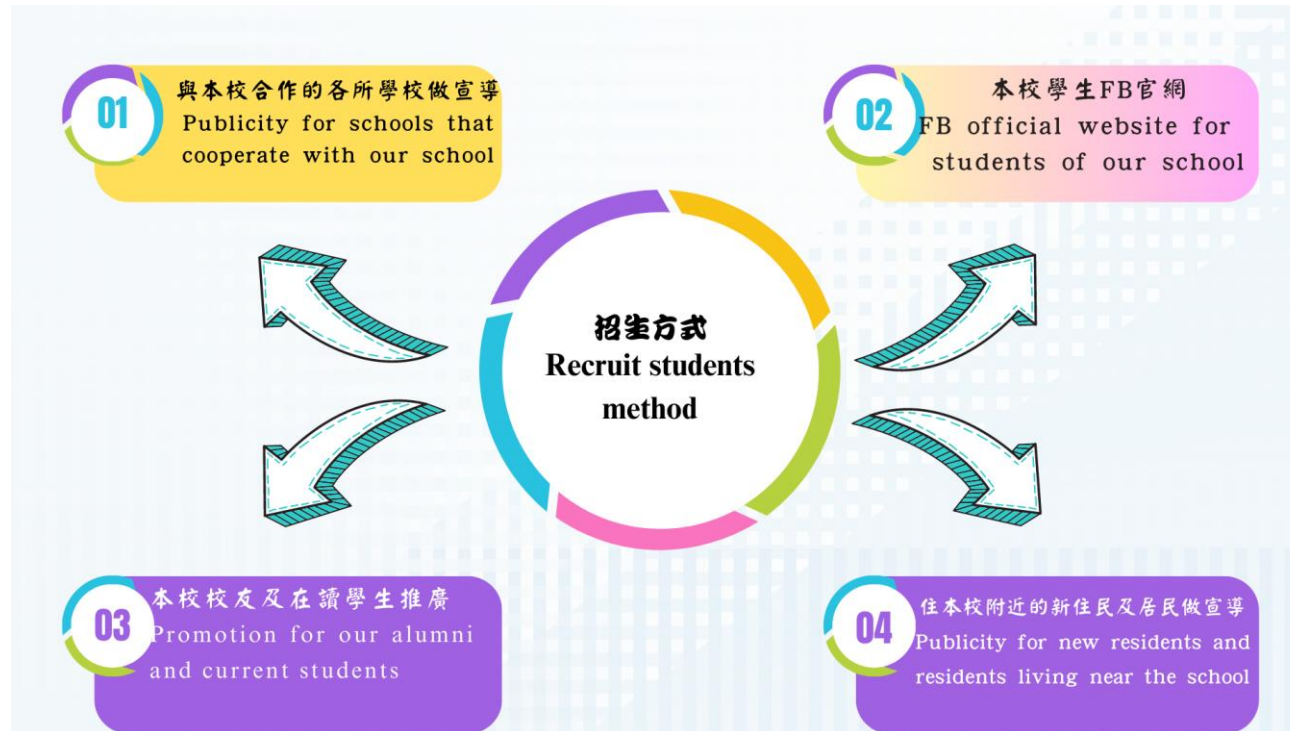 01
與本校合作的各所學校做宣導
Publicity for schools that
cooperate with our school
02
本校學生FB官網
FB official website for
students of our school
招生方式
Recruit students
method
03
本校校友及在讀學生推廣
Promotion for our alumni
and current students
04
住本校附近的新住民及居民做宣導
Publicity for new residents and
residents living near the school